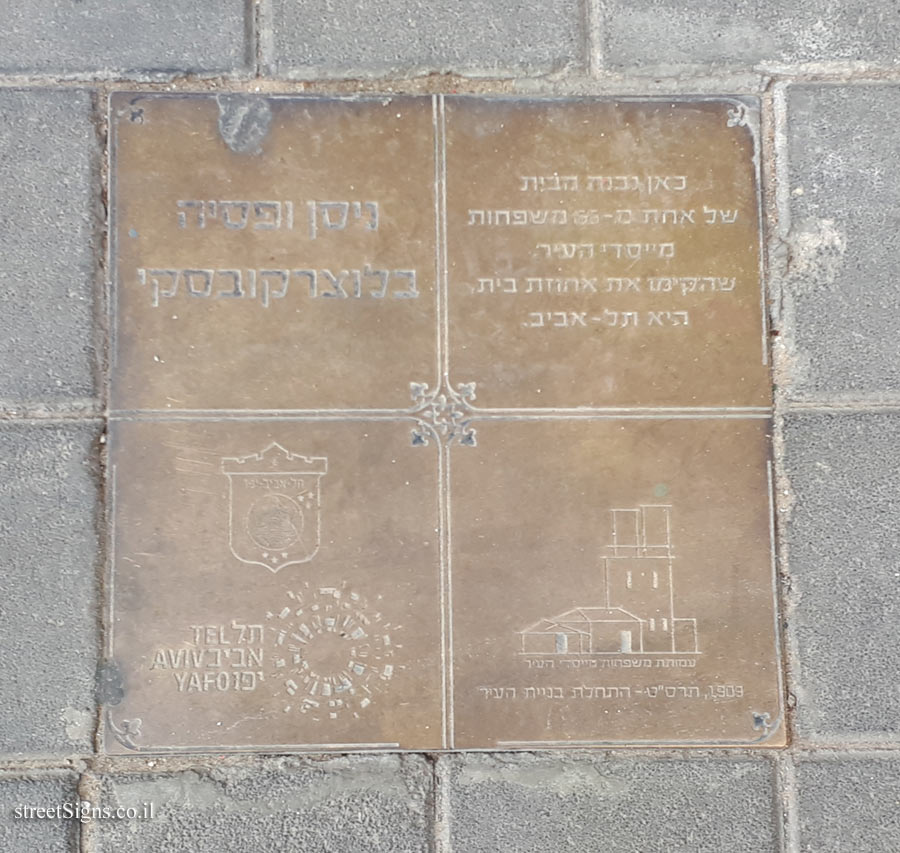 כאן נבנה הבית
של אחת מ-66 משפחות
מייסדי העיר
שהקימו את אחוזת בית,
היא תל-אביב.
ניסן ופסיה
בלוצרקובסקי
תל-אביב-יפו
תל TEL
אביב AVIV
יפו YAFO
עמותת משפחות מייסדי העיר
1909, תרס"ט - התחלת בניית העיר
streetSigns.co.il